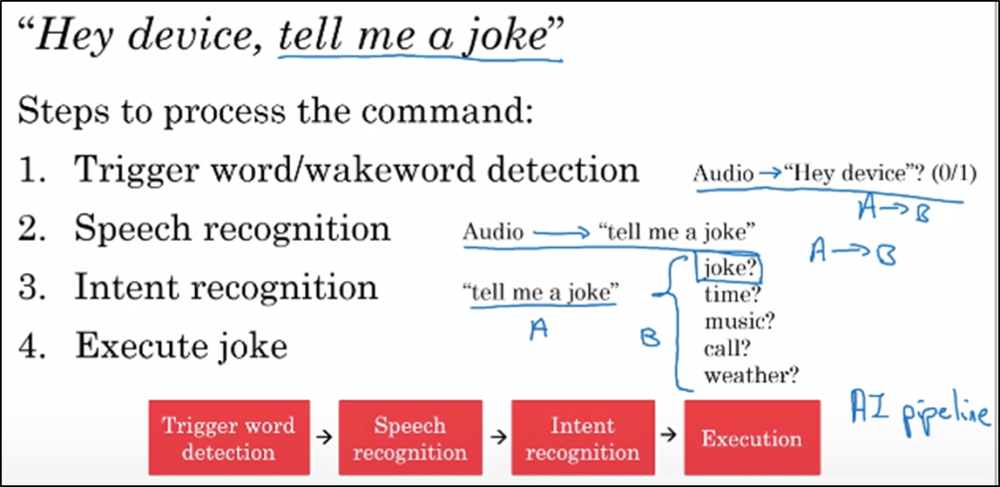 “Hey device, tell me a joke”
Steps to process the command:
1. Trigger word/wakeword detection
Audio → “Hey device”? (0/1)
A → B
2. Speech recognition
Audio → “tell me a joke”
A → B
3. Intent recognition
“tell me a joke”
A
B
joke?
time?
music?
call?
weather?
4. Execute joke
AI pipeline
Trigger word
detection
→
Speech
recognition
→
Intent
recognition
→
Execution